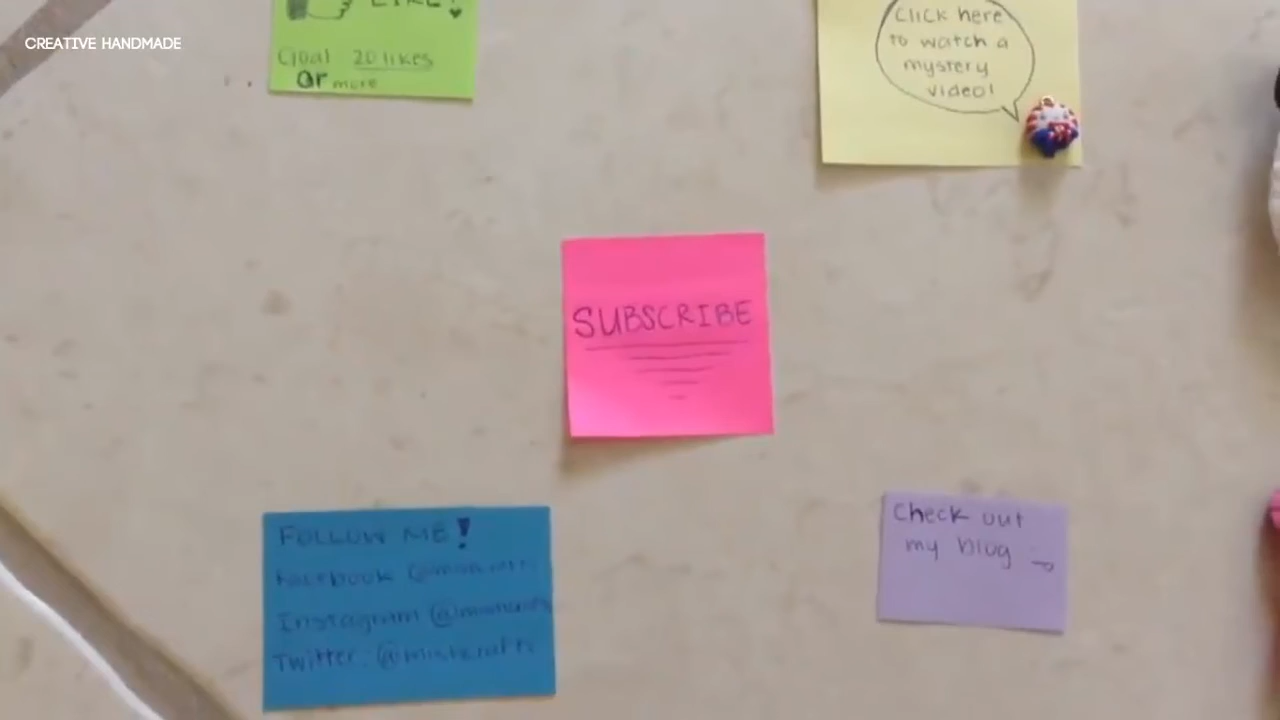 CREATIVE HANDMADE
LIKE!
Goal: 20 likes
or more
Click here
to watch a
mystery
video!
SUBSCRIBE
FOLLOW ME!
Facebook
Instagram
Twitter:
Check out
my blog